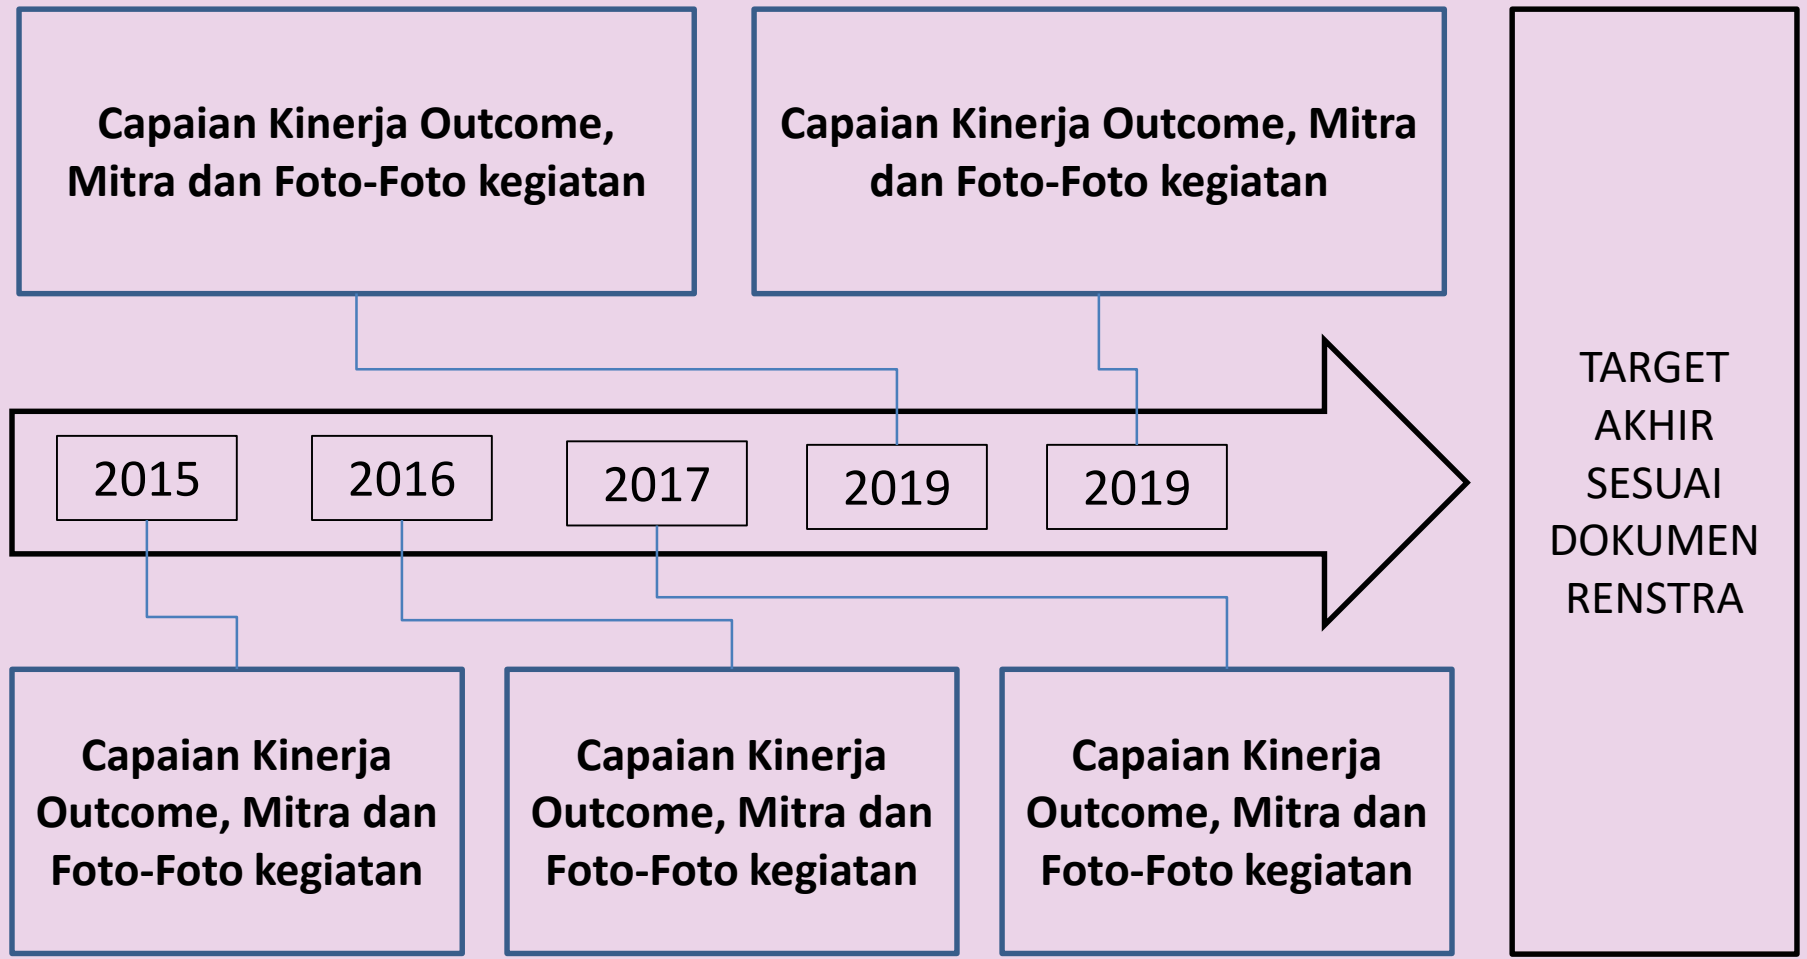 Capaian Kinerja Outcome,
Mitra dan Foto-Foto kegiatan
Capaian Kinerja Outcome, Mitra
dan Foto-Foto kegiatan
2015
2016
2017
2019
2019
Capaian Kinerja
Outcome, Mitra dan
Foto-Foto kegiatan
Capaian Kinerja
Outcome, Mitra dan
Foto-Foto kegiatan
Capaian Kinerja
Outcome, Mitra dan
Foto-Foto kegiatan
TARGET
AKHIR
SESUAI
DOKUMEN
RENSTRA